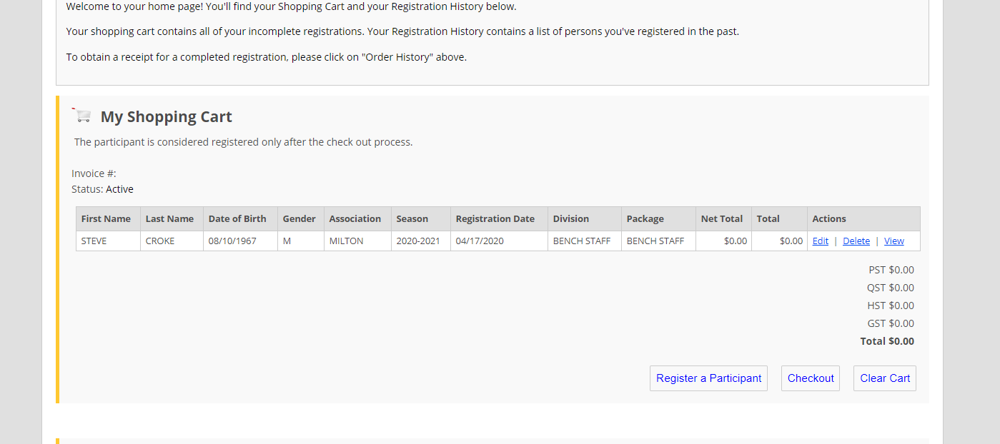 Welcome to your home page! You'll find your Shopping Cart and your Registration History below.
Your shopping cart contains all of your incomplete registrations. Your Registration History contains a list of persons you've registered in the past.
To obtain a receipt for a completed registration, please click on "Order History" above.
My Shopping Cart
The participant is considered registered only after the check out process.
Invoice #:
Status: Active
First Name Last Name Date of Birth Gender Association Season Registration Date Division Package Net Total Total Actions
STEVE CROKE 08/10/1967 M MILTON 2020-2021 04/17/2020 BENCH STAFF BENCH STAFF $0.00 $0.00 Edit | Delete | View
PST $0.00
QST $0.00
HST $0.00
GST $0.00
Total $0.00
Register a Participant Checkout Clear Cart